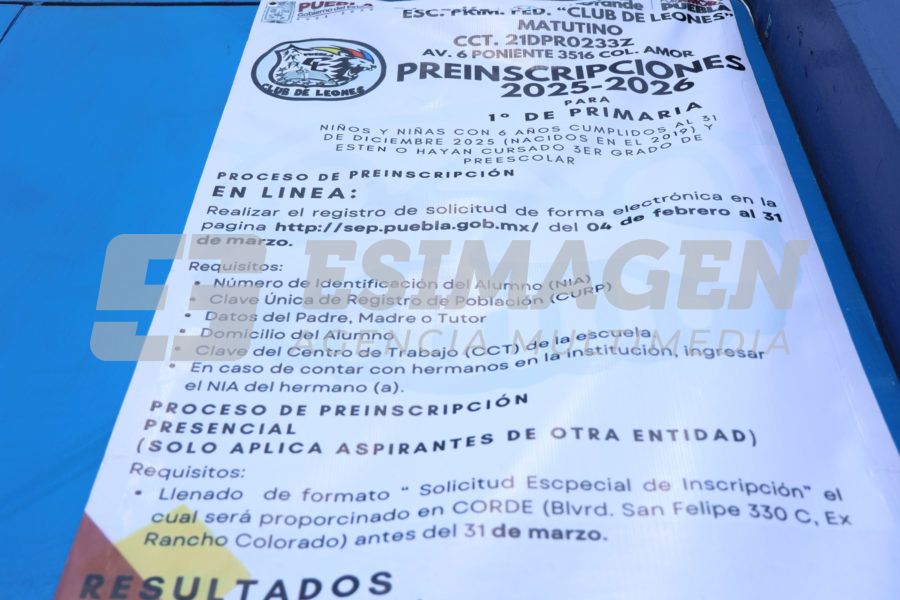 PUEBLA
Gobierno del Estado
PUEBLA
ESC. PRIM. FED. "CLUB DE LEONES"
MATUTINO
CCT. 21DPR0233Z
AV. 6 PONIENTE 3516 COL. AMOR
CLUB DE LEONES
PREINSCRIPCIONES
2025-2026
PARA
1° DE PRIMARIA
NIÑOS Y NIÑAS CON 6 AÑOS CUMPLIDOS AL 31
DE DICIEMBRE 2025 (NACIDOS EN EL 2019) Y
ESTEN O HAYAN CURSADO 3ER GRADO DE
PREESCOLAR
PROCESO DE PREINSCRIPCIÓN
EN LINEA:
Realizar el registro de solicitud de forma electrónica en la
pagina http://sep.puebla.gob.mx/ del 04 de febrero al 31
de marzo.
Requisitos:
• Número de Identificación del Alumno (NIA)
• Clave Única de Registro de Población (CURP)
• Datos del Padre, Madre o Tutor
• Domicilio del Alumno
• Clave del Centro de Trabajo (CCT) de la escuela
• En caso de contar con hermanos en la institución, ingresar
el NIA del hermano (a).
ESIMAGEN
AGENCIA MULTIMEDIA
PROCESO DE PREINSCRIPCIÓN
PRESENCIAL
(SOLO APLICA ASPIRANTES DE OTRA ENTIDAD)
Requisitos:
• Llenado de formato " Solicitud Escpecial de Inscripción" el
cual será proporcinado en CORDE (Blvrd. San Felipe 330 C, Ex
Rancho Colorado) antes del 31 de marzo.
RESULTADOS